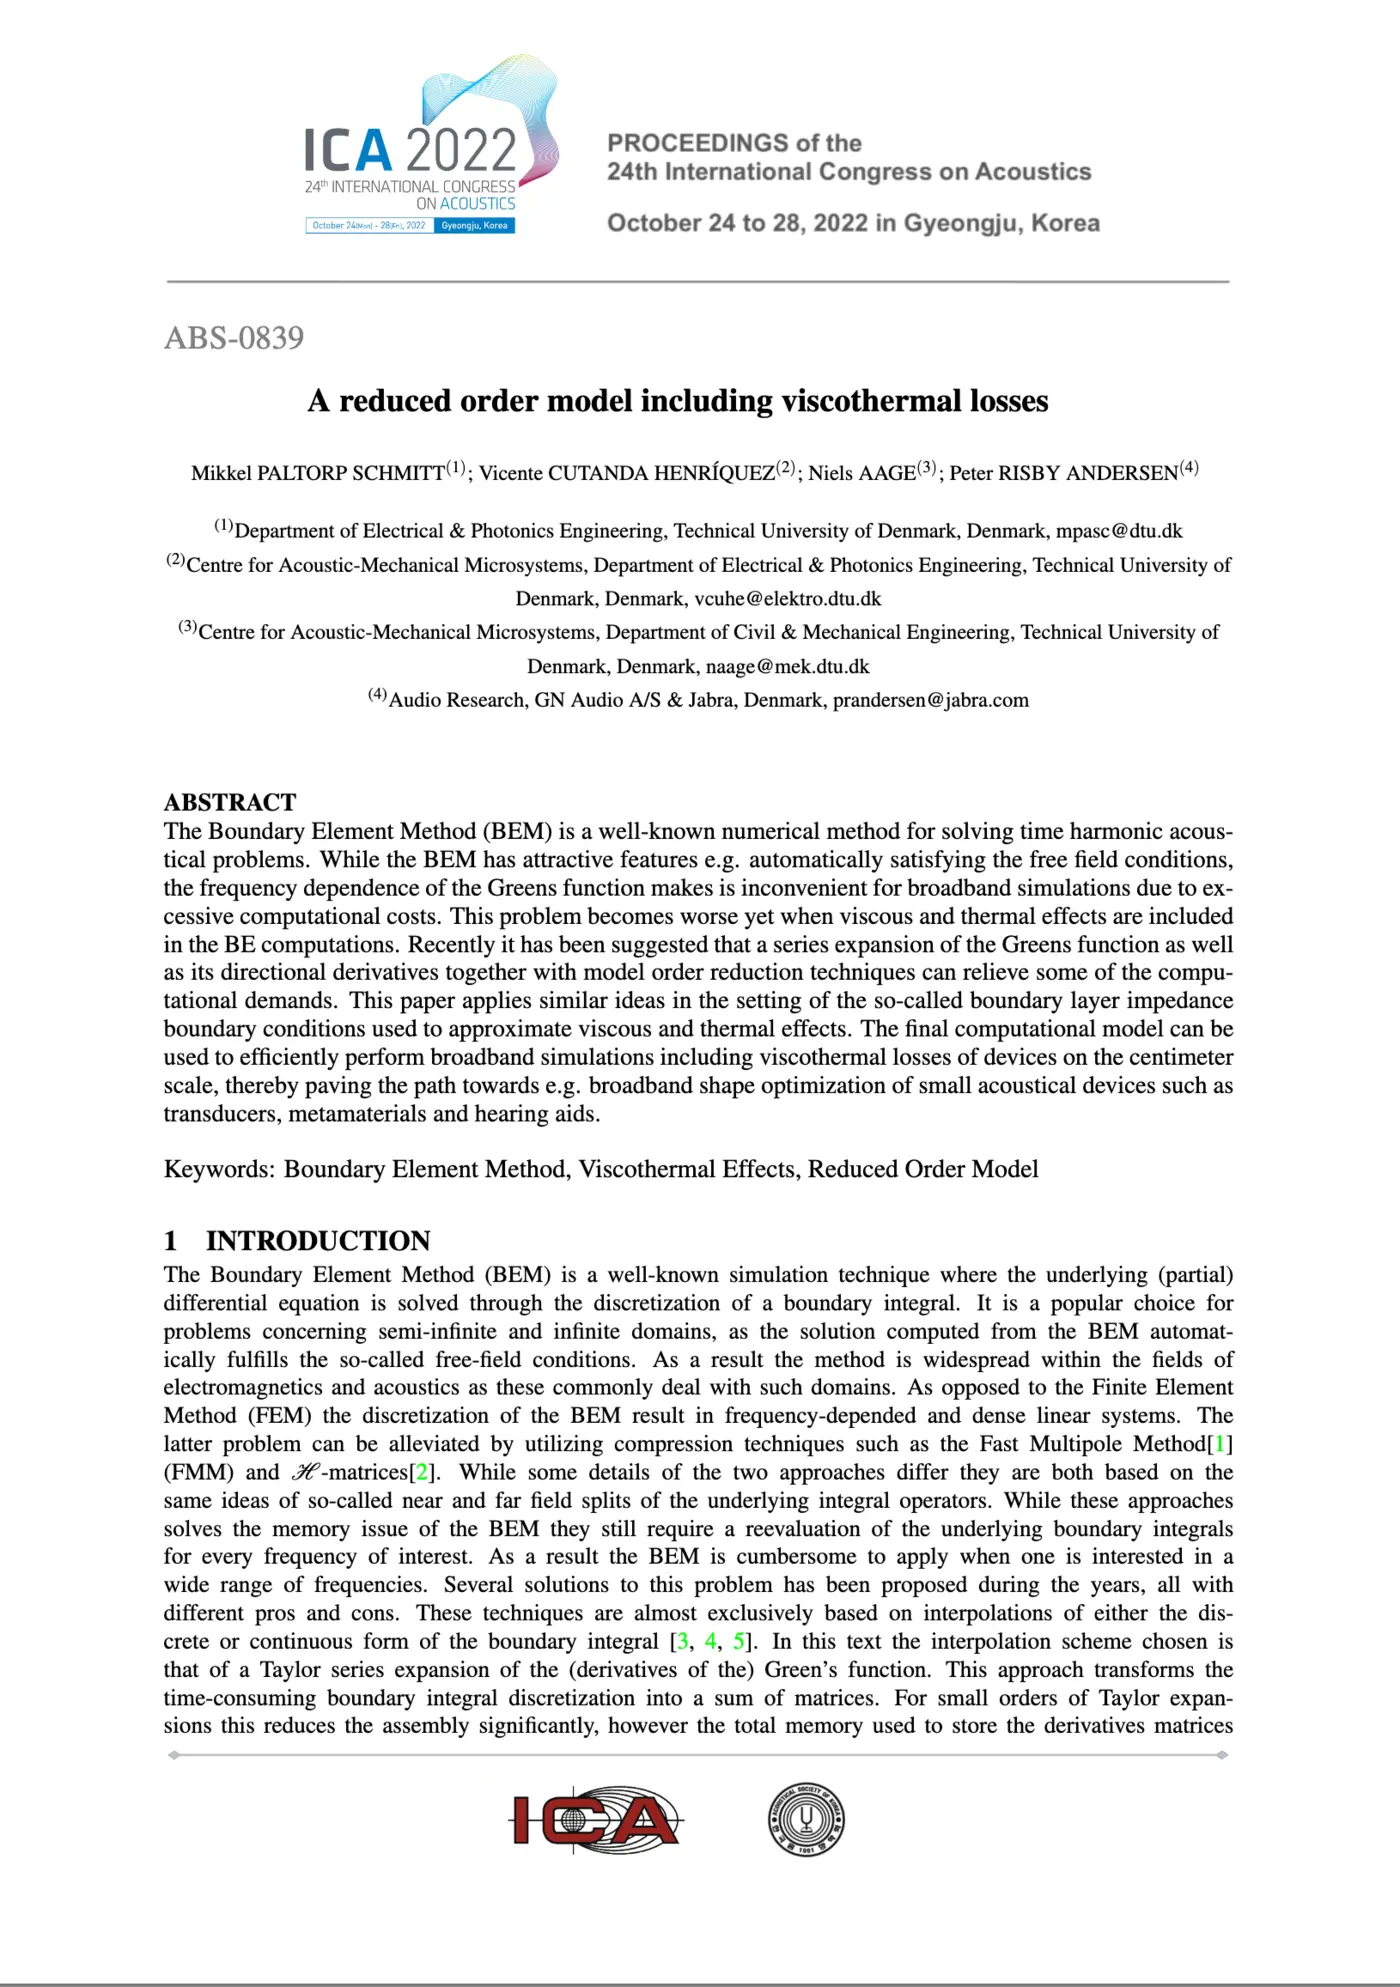 ICA 2022
24th INTERNATIONAL CONGRESS
ON ACOUSTICS
October 24(Mon) - 28(Fri), 2022 Gyeongju, Korea
PROCEEDINGS of the
24th International Congress on Acoustics
October 24 to 28, 2022 in Gyeongju, Korea
ABS-0839
A reduced order model including viscothermal losses
Mikkel PALTORP SCHMITT(1); Vicente CUTANDA HENRÍQUEZ(2); Niels AAGE(3); Peter RISBY ANDERSEN(4)
(1)Department of Electrical & Photonics Engineering, Technical University of Denmark, Denmark, mpasc@dtu.dk
(2)Centre for Acoustic-Mechanical Microsystems, Department of Electrical & Photonics Engineering, Technical University of
Denmark, Denmark, vcuhe@elektro.dtu.dk
(3)Centre for Acoustic-Mechanical Microsystems, Department of Civil & Mechanical Engineering, Technical University of
Denmark, Denmark, naage@mek.dtu.dk
(4)Audio Research, GN Audio A/S & Jabra, Denmark, prandersen@jabra.com
ABSTRACT
The Boundary Element Method (BEM) is a well-known numerical method for solving time harmonic acous-
tical problems. While the BEM has attractive features e.g. automatically satisfying the free field conditions,
the frequency dependence of the Greens function makes is inconvenient for broadband simulations due to ex-
cessive computational costs. This problem becomes worse yet when viscous and thermal effects are included
in the BE computations. Recently it has been suggested that a series expansion of the Greens function as well
as its directional derivatives together with model order reduction techniques can relieve some of the compu-
tational demands. This paper applies similar ideas in the setting of the so-called boundary layer impedance
boundary conditions used to approximate viscous and thermal effects. The final computational model can be
used to efficiently perform broadband simulations including viscothermal losses of devices on the centimeter
scale, thereby paving the path towards e.g. broadband shape optimization of small acoustical devices such as
transducers, metamaterials and hearing aids.
Keywords: Boundary Element Method, Viscothermal Effects, Reduced Order Model
1 INTRODUCTION
The Boundary Element Method (BEM) is a well-known simulation technique where the underlying (partial)
differential equation is solved through the discretization of a boundary integral. It is a popular choice for
problems concerning semi-infinite and infinite domains, as the solution computed from the BEM automat-
ically fulfills the so-called free-field conditions. As a result the method is widespread within the fields of
electromagnetics and acoustics as these commonly deal with such domains. As opposed to the Finite Element
Method (FEM) the discretization of the BEM result in frequency-depended and dense linear systems. The
latter problem can be alleviated by utilizing compression techniques such as the Fast Multipole Method[1]
(FMM) and ℋ-matrices[2]. While some details of the two approaches differ they are both based on the
same ideas of so-called near and far field splits of the underlying integral operators. While these approaches
solves the memory issue of the BEM they still require a reevaluation of the underlying boundary integrals
for every frequency of interest. As a result the BEM is cumbersome to apply when one is interested in a
wide range of frequencies. Several solutions to this problem has been proposed during the years, all with
different pros and cons. These techniques are almost exclusively based on interpolations of either the dis-
crete or continuous form of the boundary integral [3, 4, 5]. In this text the interpolation scheme chosen is
that of a Taylor series expansion of the (derivatives of the) Green's function. This approach transforms the
time-consuming boundary integral discretization into a sum of matrices. For small orders of Taylor expan-
sions this reduces the assembly significantly, however the total memory used to store the derivatives matrices
ICA
ACOUSTICAL SOCIETY OF KOREA
1981